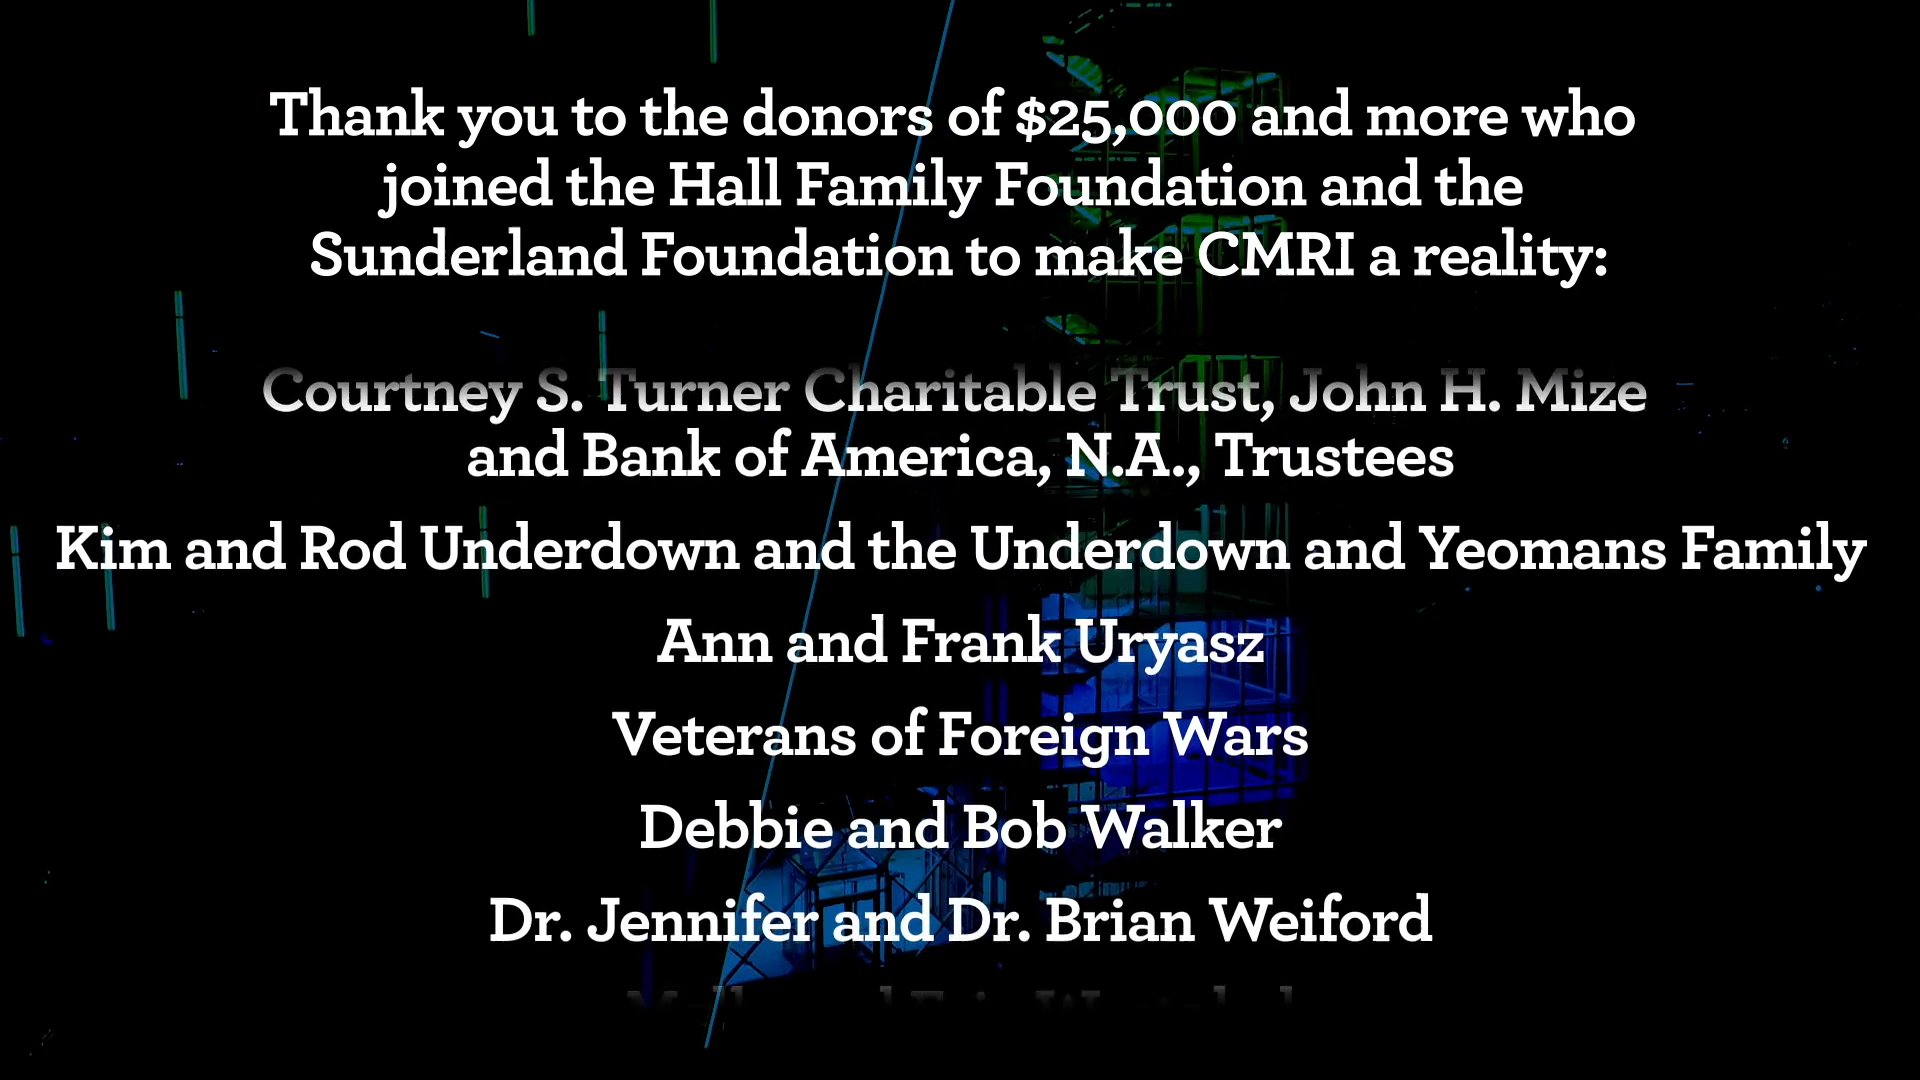 Thank you to the donors of $25,000 and more who
joined the Hall Family Foundation and the
Sunderland Foundation to make CMRI a reality:
Courtney S. Turner Charitable Trust, John H. Mize
and Bank of America, N.A., Trustees
Kim and Rod Underdown and the Underdown and Yeomans Family
Ann and Frank Uryasz
Veterans of Foreign Wars
Debbie and Bob Walker
Dr. Jennifer and Dr. Brian Weiford